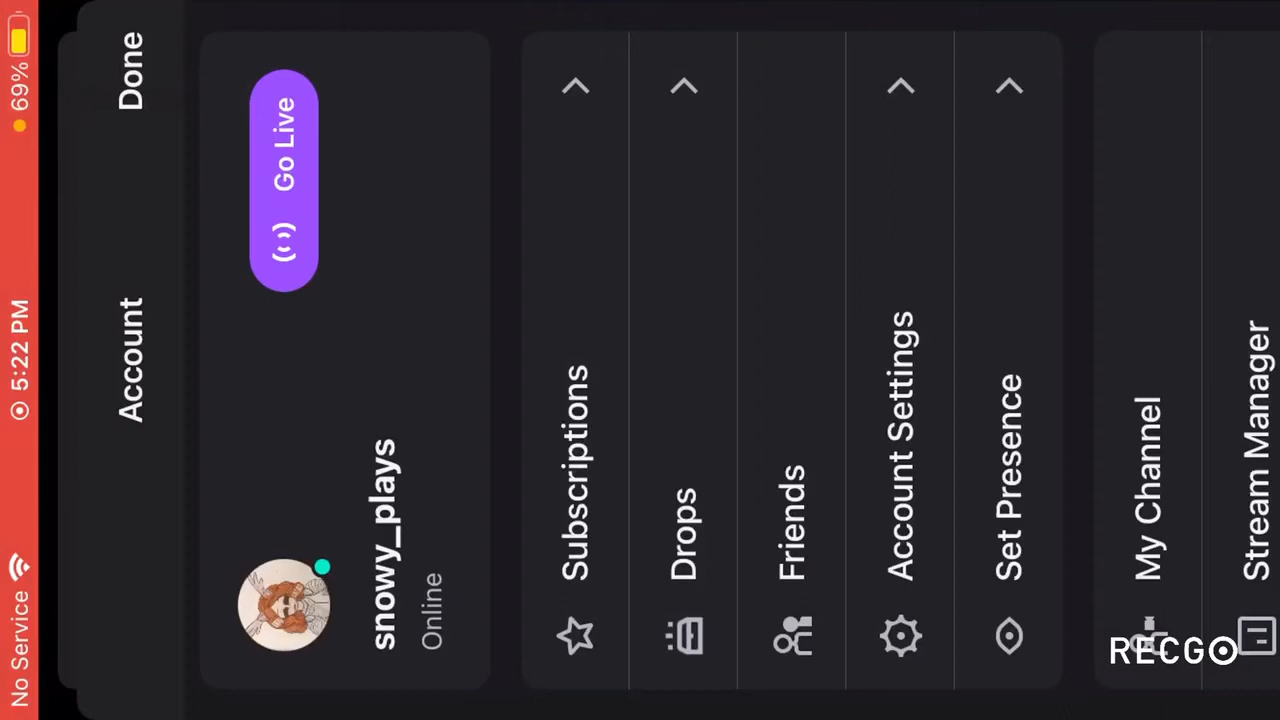 No Service 5:22 PM 69%
Account Done
Go Live
snowy_plays
Online
Subscriptions
Drops
Friends
Account Settings
Set Presence
My Channel
Stream Manager
RECGO